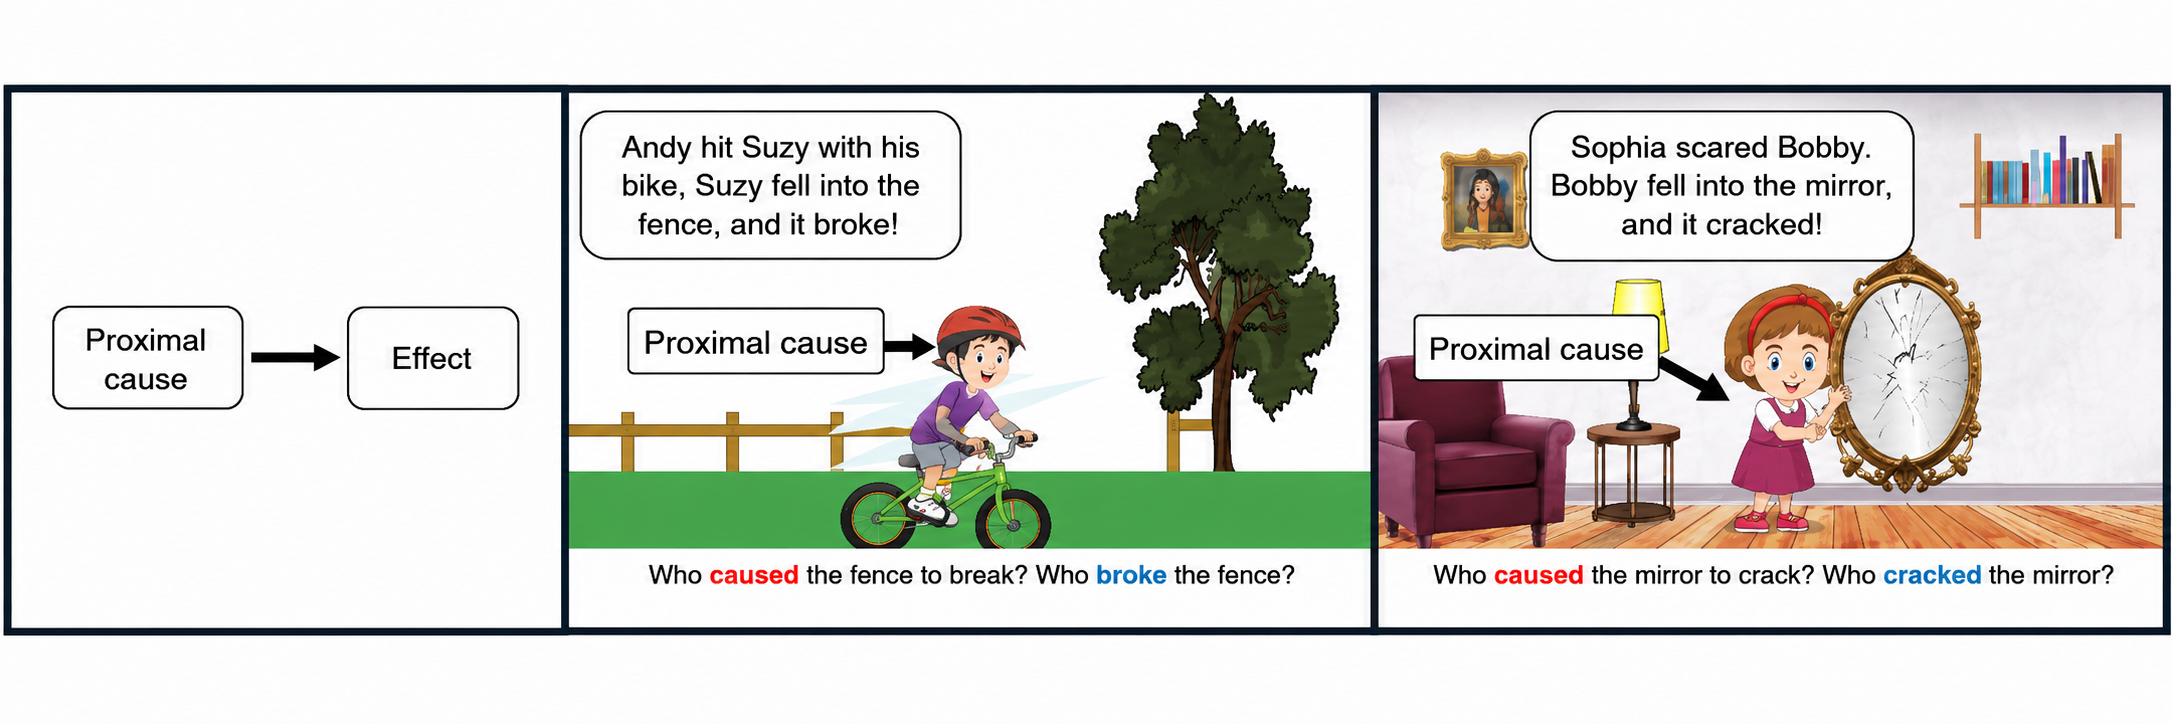 Proximal
cause
Effect
Andy hit Suzy with his
bike, Suzy fell into the
fence, and it broke!
Proximal cause
Who caused the fence to break? Who broke the fence?
Sophia scared Bobby.
Bobby fell into the mirror,
and it cracked!
Proximal cause
Who caused the mirror to crack? Who cracked the mirror?